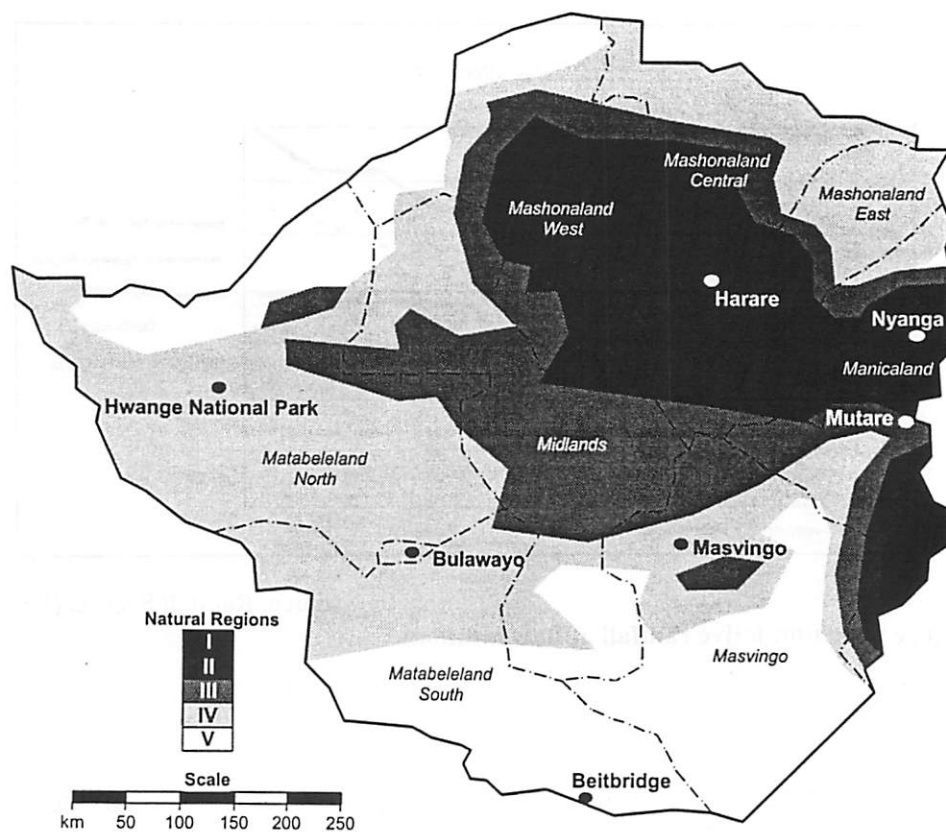 Mashonaland
Central
Mashonaland
West
Mashonaland
East
Harare
Nyanga
Manicaland
Hwange National Park
Mutare
Midlands
Matabeleland
North
Masvingo
Bulawayo
Natural Regions
I
II
III
IV
V
Matabeleland
South
Masvingo
Scale
km 50 100 150 200 250
Beitbridge